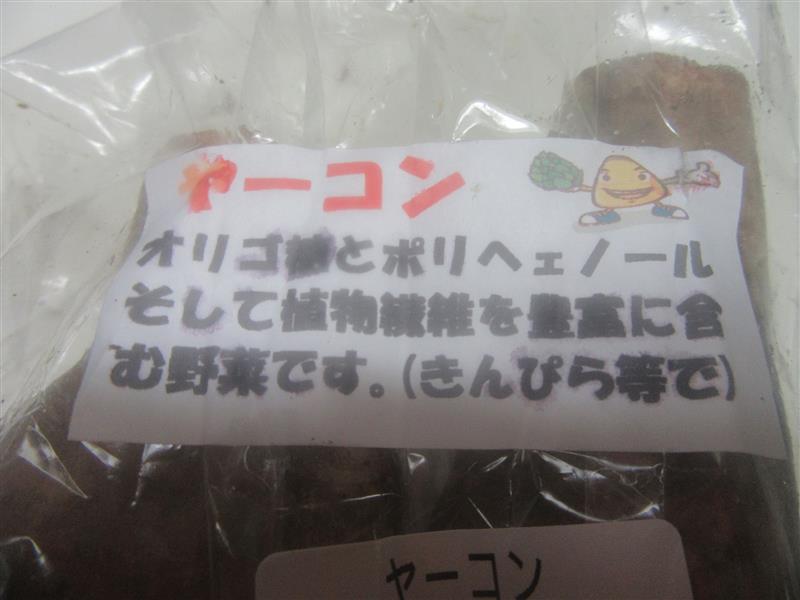 ヤーコン
オリゴ糖とポリヘェノール
そして植物繊維を豊富に含
む野菜です。(きんぴら等で)
ヤーコン